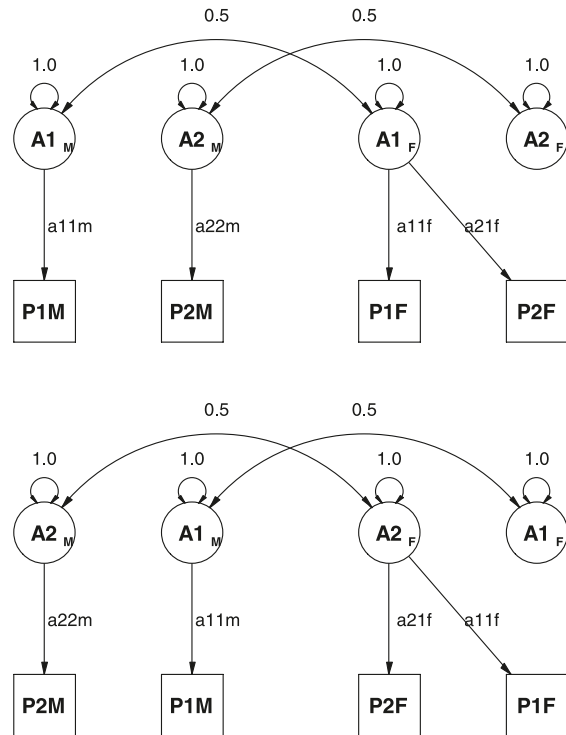 0.5 0.5
1.0 1.0 1.0 1.0
A1 M A2 M A1 F A2 F
a11m a22m a11f a21f
P1M P2M P1F P2F
0.5 0.5
1.0 1.0 1.0 1.0
A2 M A1 M A2 F A1 F
a22m a11m a21f a11f
P2M P1M P2F P1F